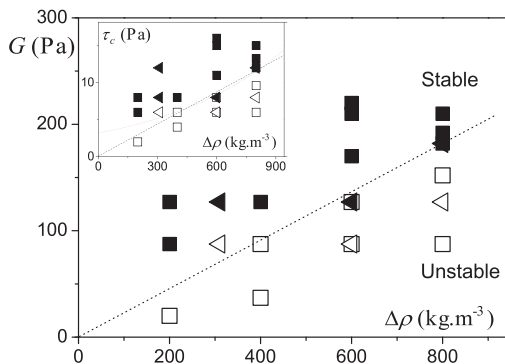 300
G (Pa)
τc (Pa)
10
0
0 300 600 900
Δρ (kg.m⁻³)
Stable
200
100
Unstable
Δρ (kg.m⁻³)
0
0 200 400 600 800